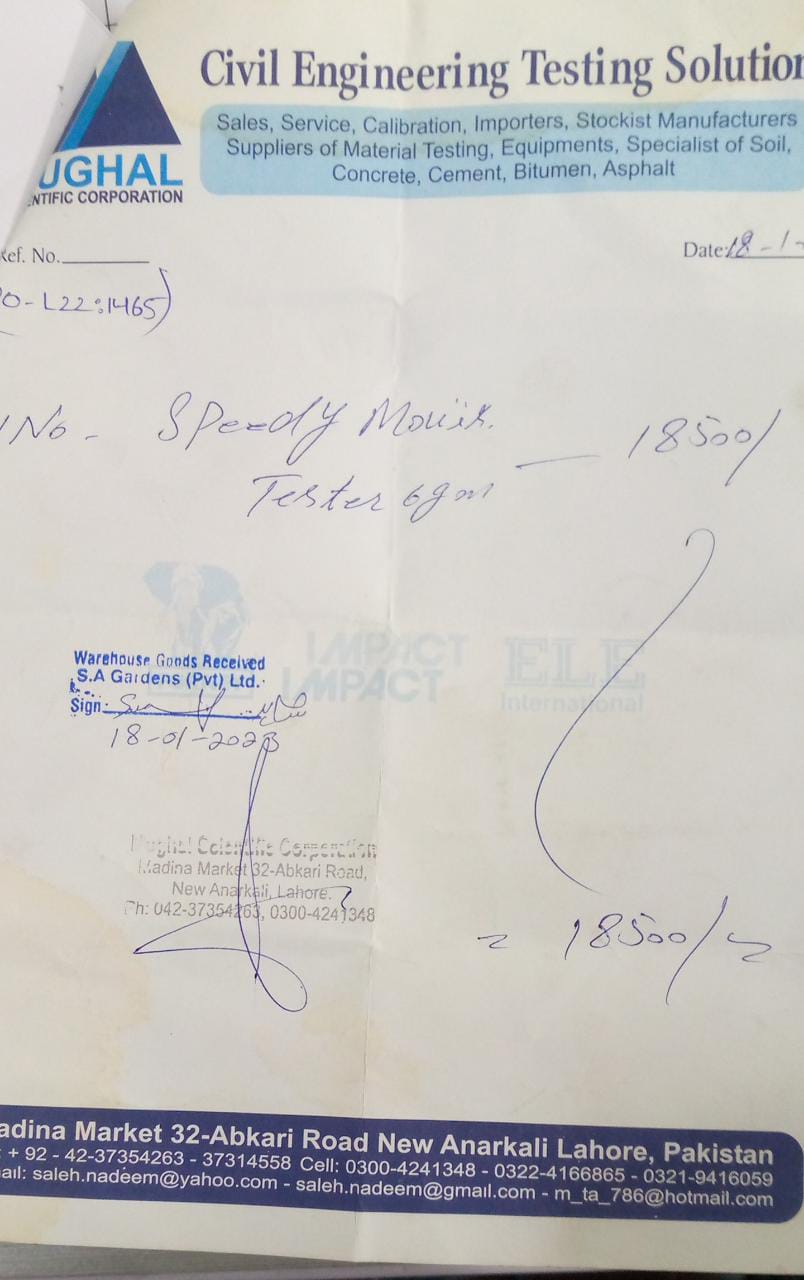 Civil Engineering Testing Solution
Sales, Service, Calibration, Importers, Stockist Manufacturers
Suppliers of Material Testing, Equipments, Specialist of Soil,
Concrete, Cement, Bitumen, Asphalt
UGHAL
NTIFIC CORPORATION
Ref. No.
Date: 18-1-
O-L22:1465)
1No - Speedy
Tester 6gm — 18500/
IMPACT
IMPACT
ELE
International
Warehouse Goods Received
S.A Gardens (Pvt) Ltd.
Sign:
18-01-2023
Mughal Scientific Corporation
Madina Market 32-Abkari Road,
New Anarkali, Lahore.
Ph: 042-37354263, 0300-4241348
= 18500/=
adina Market 32-Abkari Road New Anarkali Lahore, Pakistan
: + 92 - 42-37354263 - 37314558 Cell: 0300-4241348 - 0322-4166865 - 0321-9416059
ail: saleh.nadeem@yahoo.com - saleh.nadeem@gmail.com - m_ta_786@hotmail.com